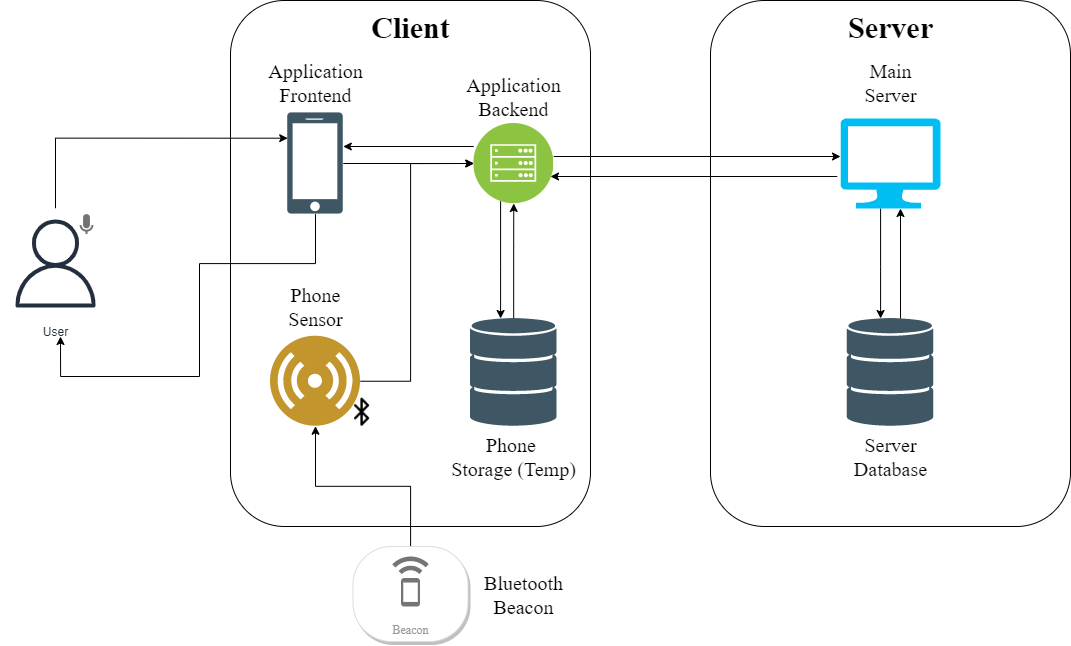 Client
Server
Application
Frontend
Application
Backend
Main
Server
User
Phone
Sensor
Phone
Storage (Temp)
Server
Database
Bluetooth
Beacon
Beacon